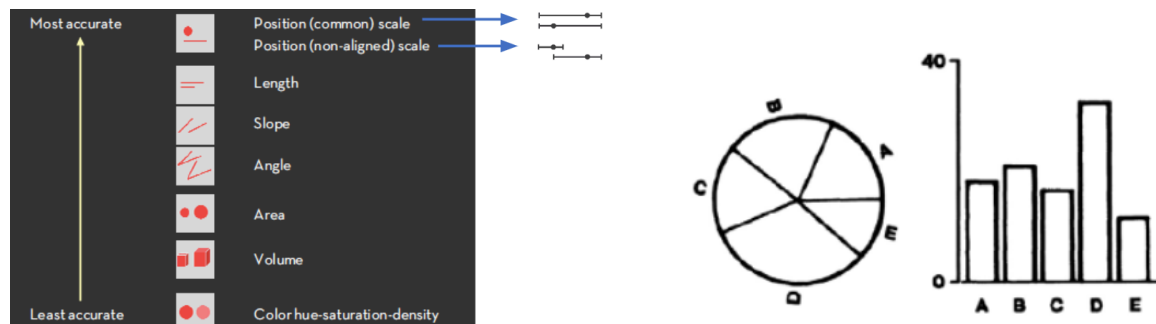 Most accurate
Position (common) scale
Position (non-aligned) scale
Length
Slope
Angle
Area
Volume
Least accurate
Color hue-saturation-density
B
A
C
E
D
40
0
A B C D E